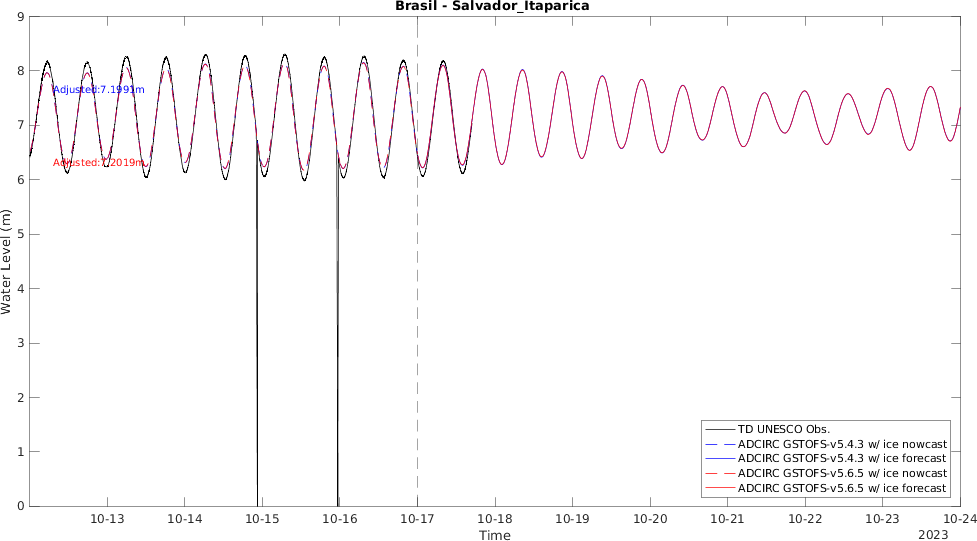 Brasil - Salvador_Itaparica
9
8
7
6
5
4
3
2
1
0
Water Level (m)
Adjusted:7.1991m
Adjusted:7.2019m
TD UNESCO Obs.
ADCIRC GSTOFS-v5.4.3 w/ ice nowcast
ADCIRC GSTOFS-v5.4.3 w/ ice forecast
ADCIRC GSTOFS-v5.6.5 w/ ice nowcast
ADCIRC GSTOFS-v5.6.5 w/ ice forecast
10-13 10-14 10-15 10-16 10-17 10-18 10-19 10-20 10-21 10-22 10-23 10-24
Time
2023